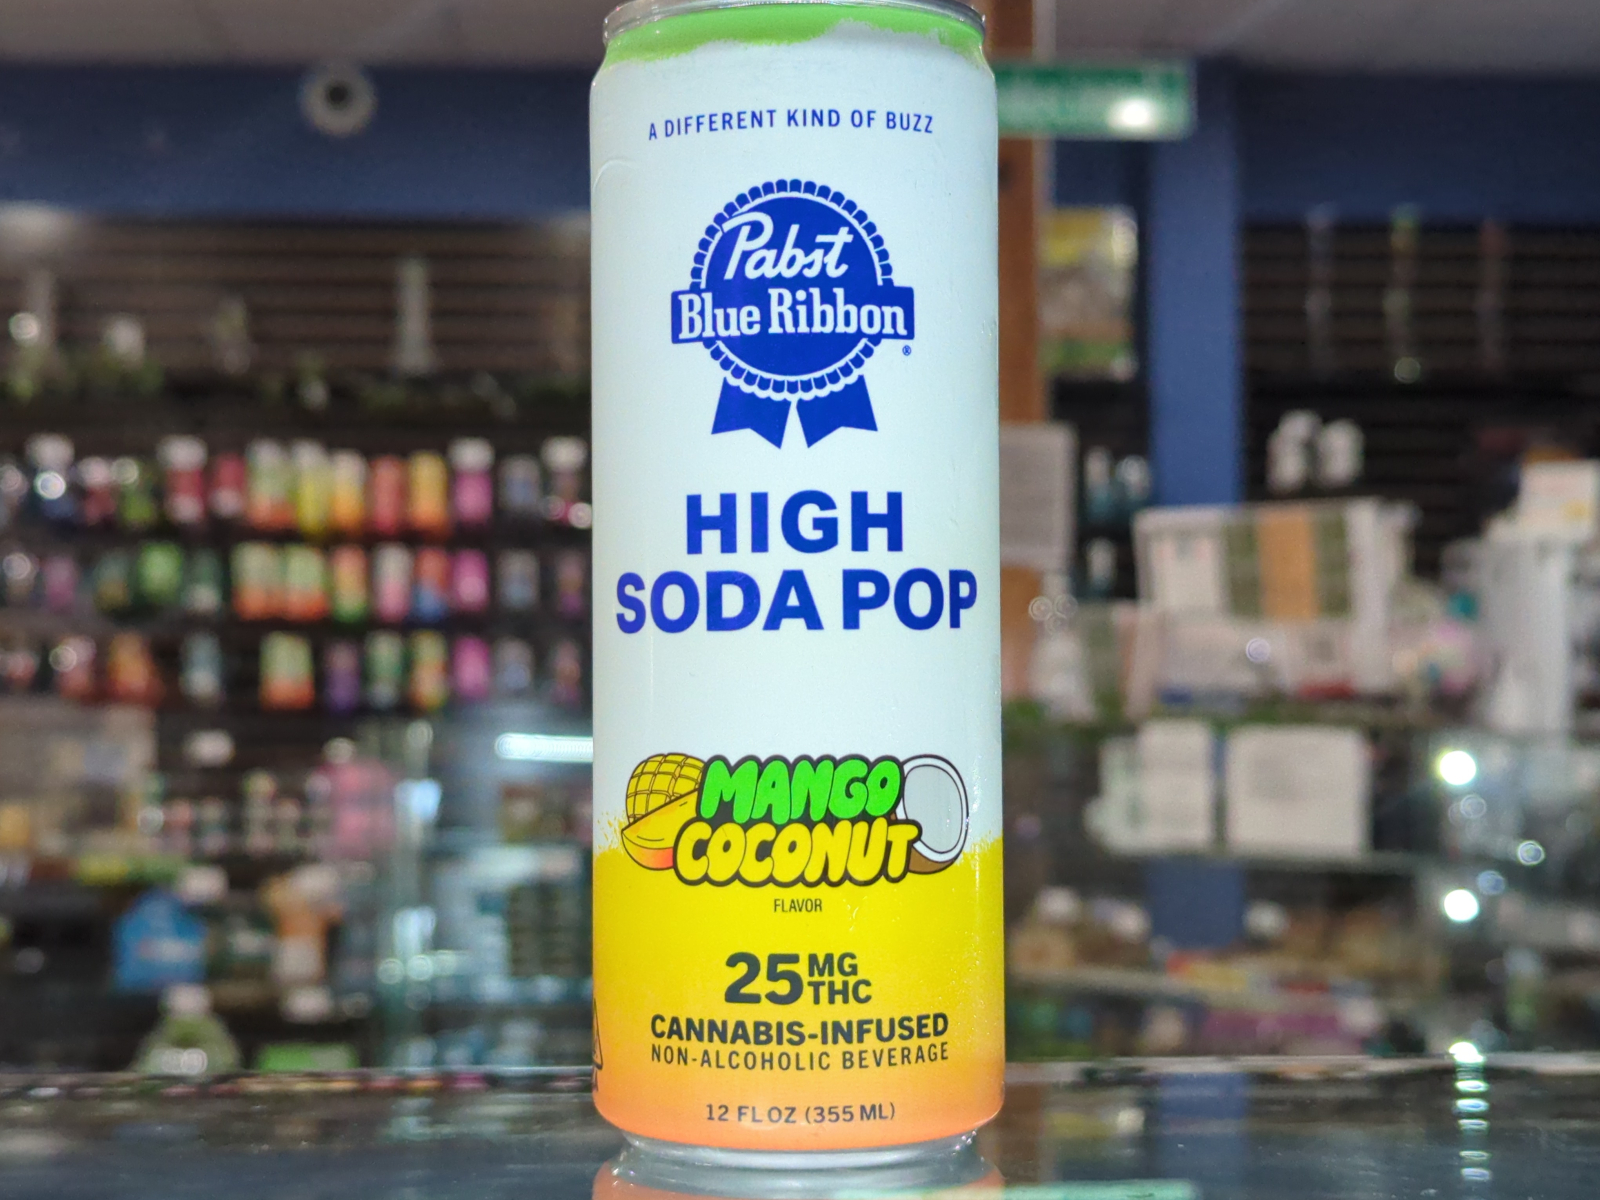 A DIFFERENT KIND OF BUZZ
Pabst
Blue Ribbon®
HIGH
SODA POP
MANGO
COCONUT
FLAVOR
25 MG
THC
CANNABIS-INFUSED
NON-ALCOHOLIC BEVERAGE
12 FL OZ (355 ML)